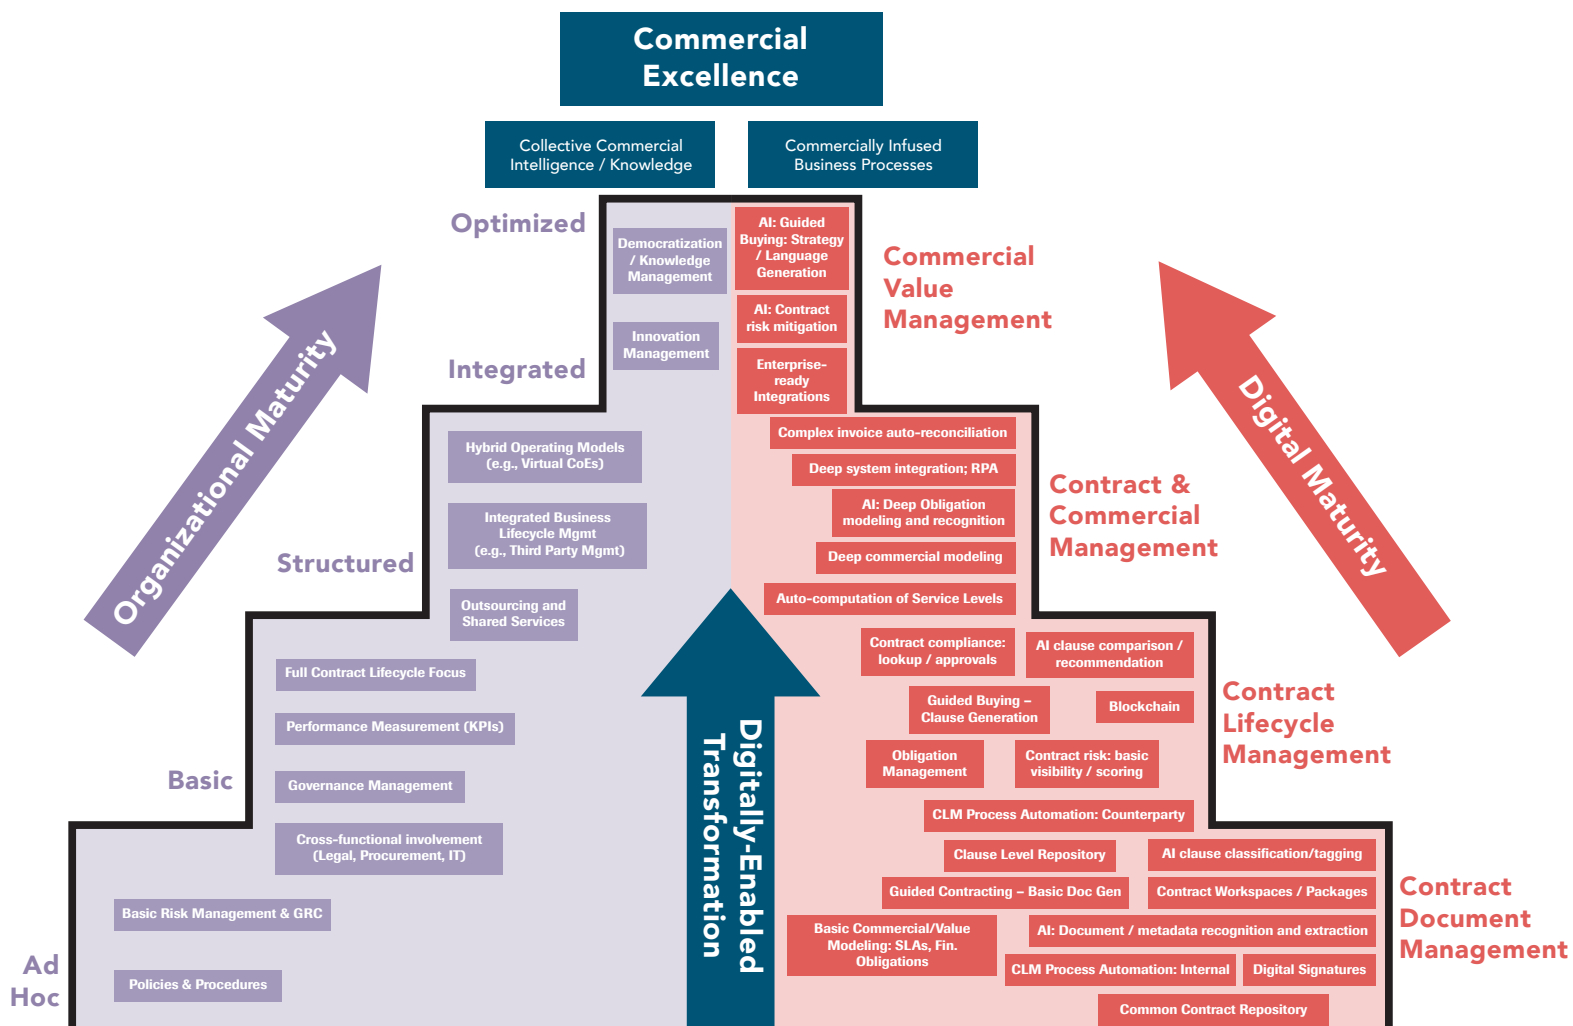 Commercial
Excellence
Collective Commercial
Intelligence / Knowledge
Commercially Infused
Business Processes
Optimized
Integrated
Structured
Basic
Ad
Hoc
Organizational Maturity
Democratization
/ Knowledge
Management
Innovation
Management
Hybrid Operating Models
(e.g., Virtual CoEs)
Integrated Business
Lifecycle Mgmt
(e.g., Third Party Mgmt)
Outsourcing and
Shared Services
Full Contract Lifecycle Focus
Performance Measurement (KPIs)
Governance Management
Cross-functional involvement
(Legal, Procurement, IT)
Basic Risk Management & GRC
Policies & Procedures
Digitally-Enabled
Transformation
AI: Guided
Buying: Strategy
/ Language
Generation
AI: Contract
risk mitigation
Enterprise-
ready
Integrations
Complex invoice auto-reconciliation
Deep system integration; RPA
AI: Deep Obligation
modeling and recognition
Deep commercial modeling
Auto-computation of Service Levels
Contract compliance:
lookup / approvals
AI clause comparison /
recommendation
Guided Buying –
Clause Generation
Blockchain
Obligation
Management
Contract risk: basic
visibility / scoring
CLM Process Automation: Counterparty
Clause Level Repository
AI clause classification/tagging
Guided Contracting – Basic Doc Gen
Contract Workspaces / Packages
Basic Commercial/Value
Modeling: SLAs, Fin.
Obligations
AI: Document / metadata recognition and extraction
CLM Process Automation: Internal
Digital Signatures
Common Contract Repository
Commercial
Value
Management
Contract &
Commercial
Management
Contract
Lifecycle
Management
Contract
Document
Management
Digital Maturity